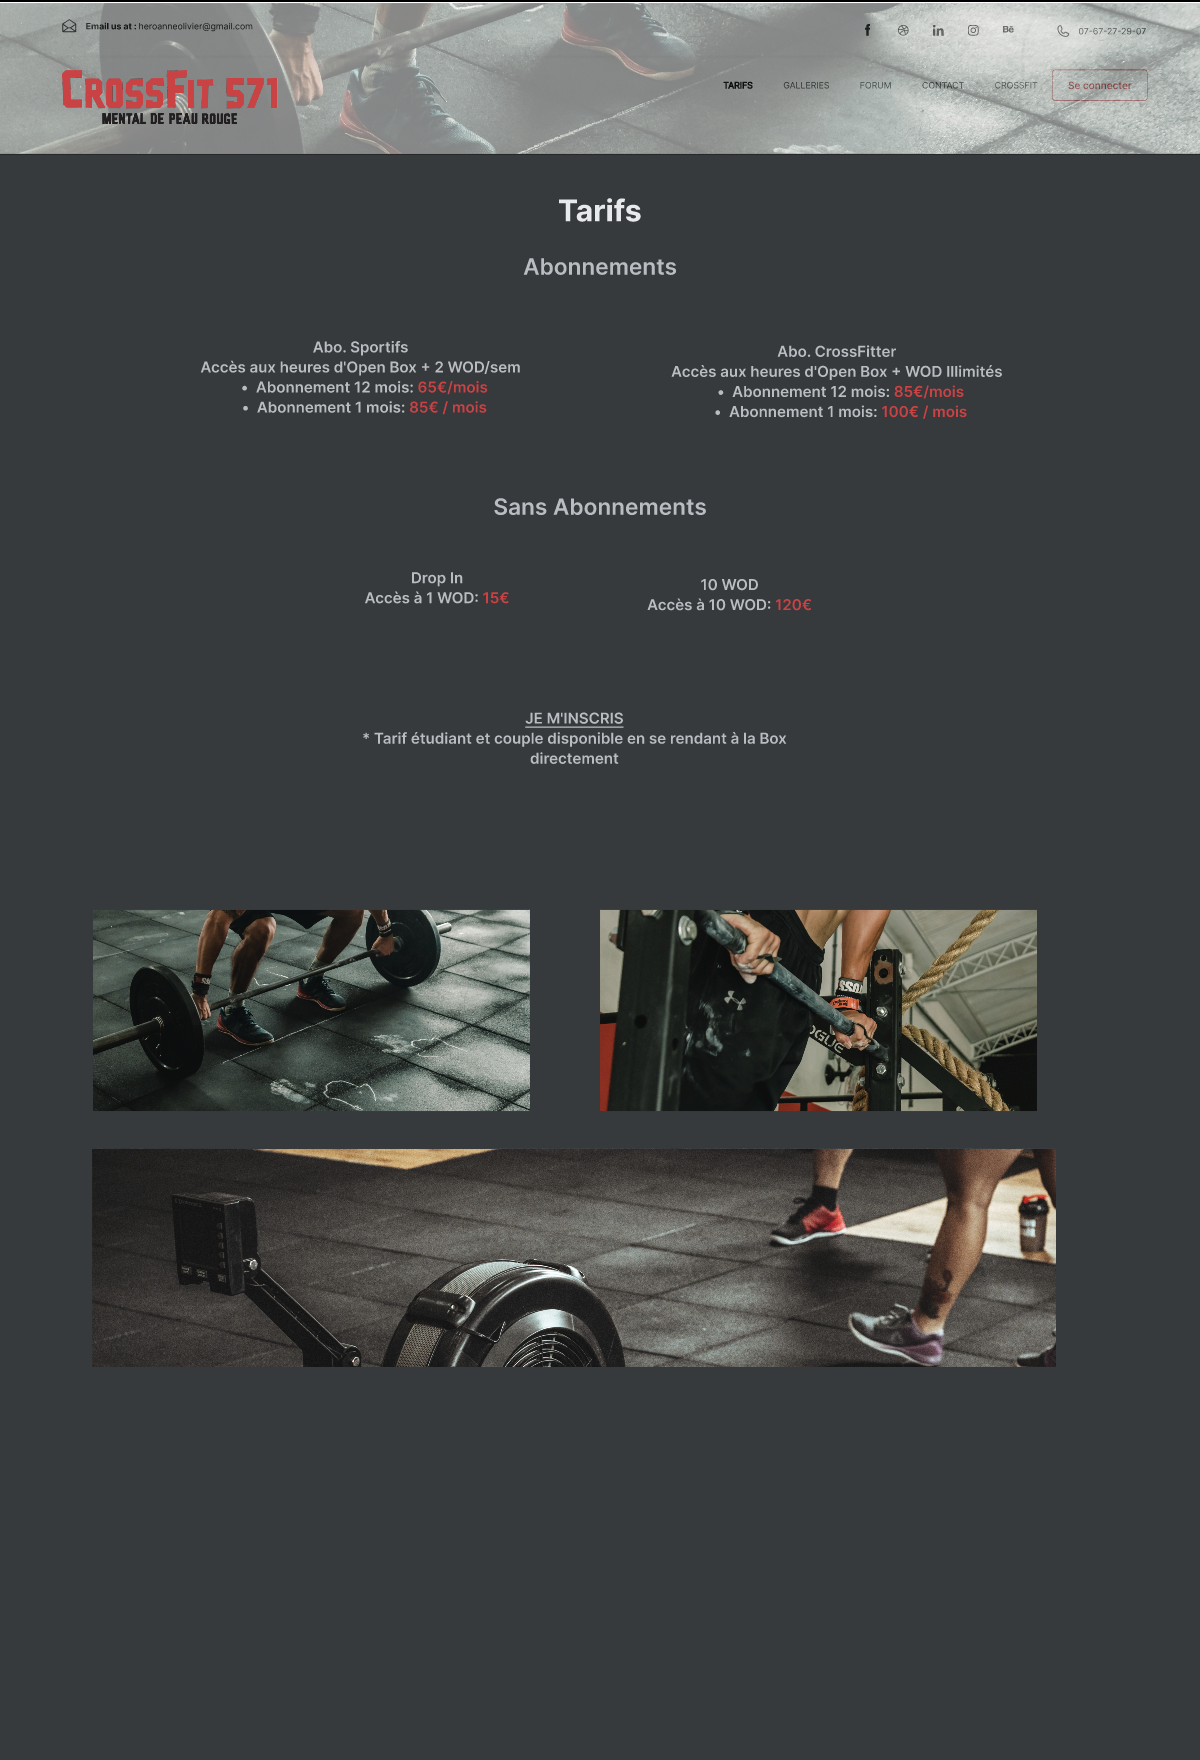 Email us at : heroanneolivier@gmail.com
Bē
07-67-27-29-07
CROSSFIT 571
MENTAL DE PEAU ROUGE
TARIFS
GALLERIES
FORUM
CONTACT
CROSSFIT
Se connecter
Tarifs
Abonnements
Abo. Sportifs
Accès aux heures d'Open Box + 2 WOD/sem
• Abonnement 12 mois: 65€/mois
• Abonnement 1 mois: 85€ / mois
Abo. CrossFitter
Accès aux heures d'Open Box + WOD Illimités
• Abonnement 12 mois: 85€/mois
• Abonnement 1 mois: 100€ / mois
Sans Abonnements
Drop In
Accès à 1 WOD: 15€
10 WOD
Accès à 10 WOD: 120€
JE M'INSCRIS
* Tarif étudiant et couple disponible en se rendant à la Box
directement
OGUE